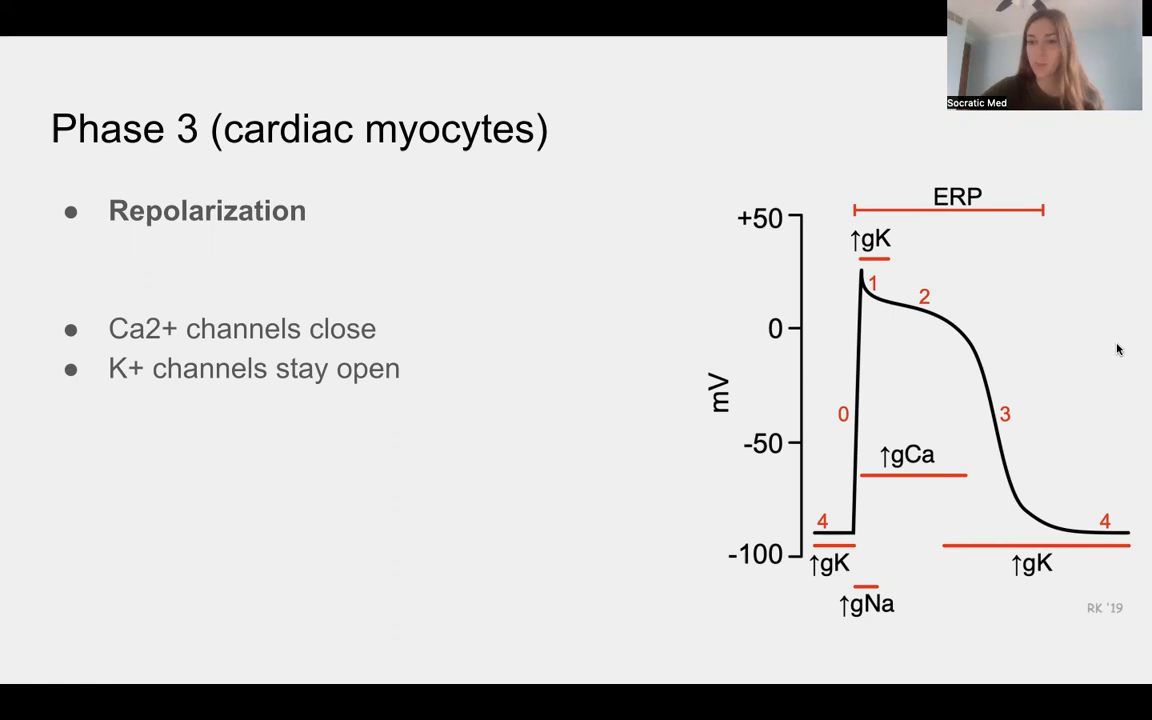 Socratic Med
Phase 3 (cardiac myocytes)
● Repolarization
● Ca2+ channels close
● K+ channels stay open
ERP
+50
↑gK
1
2
0
mV
0
3
-50
↑gCa
4
4
-100
↑gK
↑gK
↑gNa
RK '19